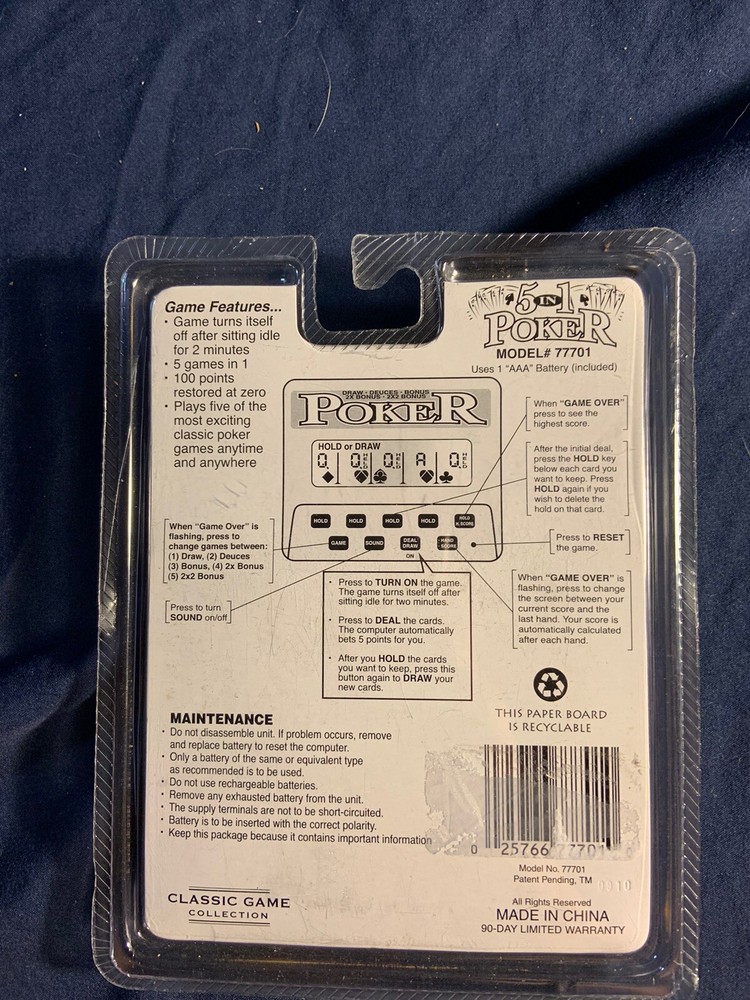 Game Features...
• Game turns itself
off after sitting idle
for 2 minutes
• 5 games in 1
• 100 points
restored at zero
• Plays five of the
most exciting
classic poker
games anytime
and anywhere
5 IN 1
POKER
MODEL# 77701
Uses 1 "AAA" Battery (included)
DRAW - DEUCES - BONUS
2X BONUS - 2X2 BONUS
POKER
HOLD or DRAW
Q Q HELD Q HELD A Q HELD
HOLD HOLD HOLD HOLD HOLD H.SCORE
GAME SOUND DEAL DRAW HAND SCORE
ON
When "GAME OVER"
press to see the
highest score.
After the initial deal,
press the HOLD key
below each card you
want to keep. Press
HOLD again if you
wish to delete the
hold on that card.
Press to RESET
the game.
When "Game Over" is
flashing, press to
change games between:
(1) Draw, (2) Deuces
(3) Bonus, (4) 2x Bonus
(5) 2x2 Bonus
Press to turn
SOUND on/off
• Press to TURN ON the game.
The game turns itself off after
sitting idle for two minutes.
• Press to DEAL the cards.
The computer automatically
bets 5 points for you.
• After you HOLD the cards
you want to keep, press this
button again to DRAW your
new cards.
When "GAME OVER" is
flashing, press to change
the screen between your
current score and the
last hand. Your score is
automatically calculated
after each hand.
THIS PAPER BOARD
IS RECYCLABLE
MAINTENANCE
• Do not disassemble unit. If problem occurs, remove
and replace battery to reset the computer.
• Only a battery of the same or equivalent type
as recommended is to be used.
• Do not use rechargeable batteries.
• Remove any exhausted battery from the unit.
• The supply terminals are not to be short-circuited.
• Battery is to be inserted with the correct polarity.
• Keep this package because it contains important information
0 25766 77701
Model No. 77701
Patent Pending, TM
CLASSIC GAME
COLLECTION
All Rights Reserved
MADE IN CHINA
90-DAY LIMITED WARRANTY